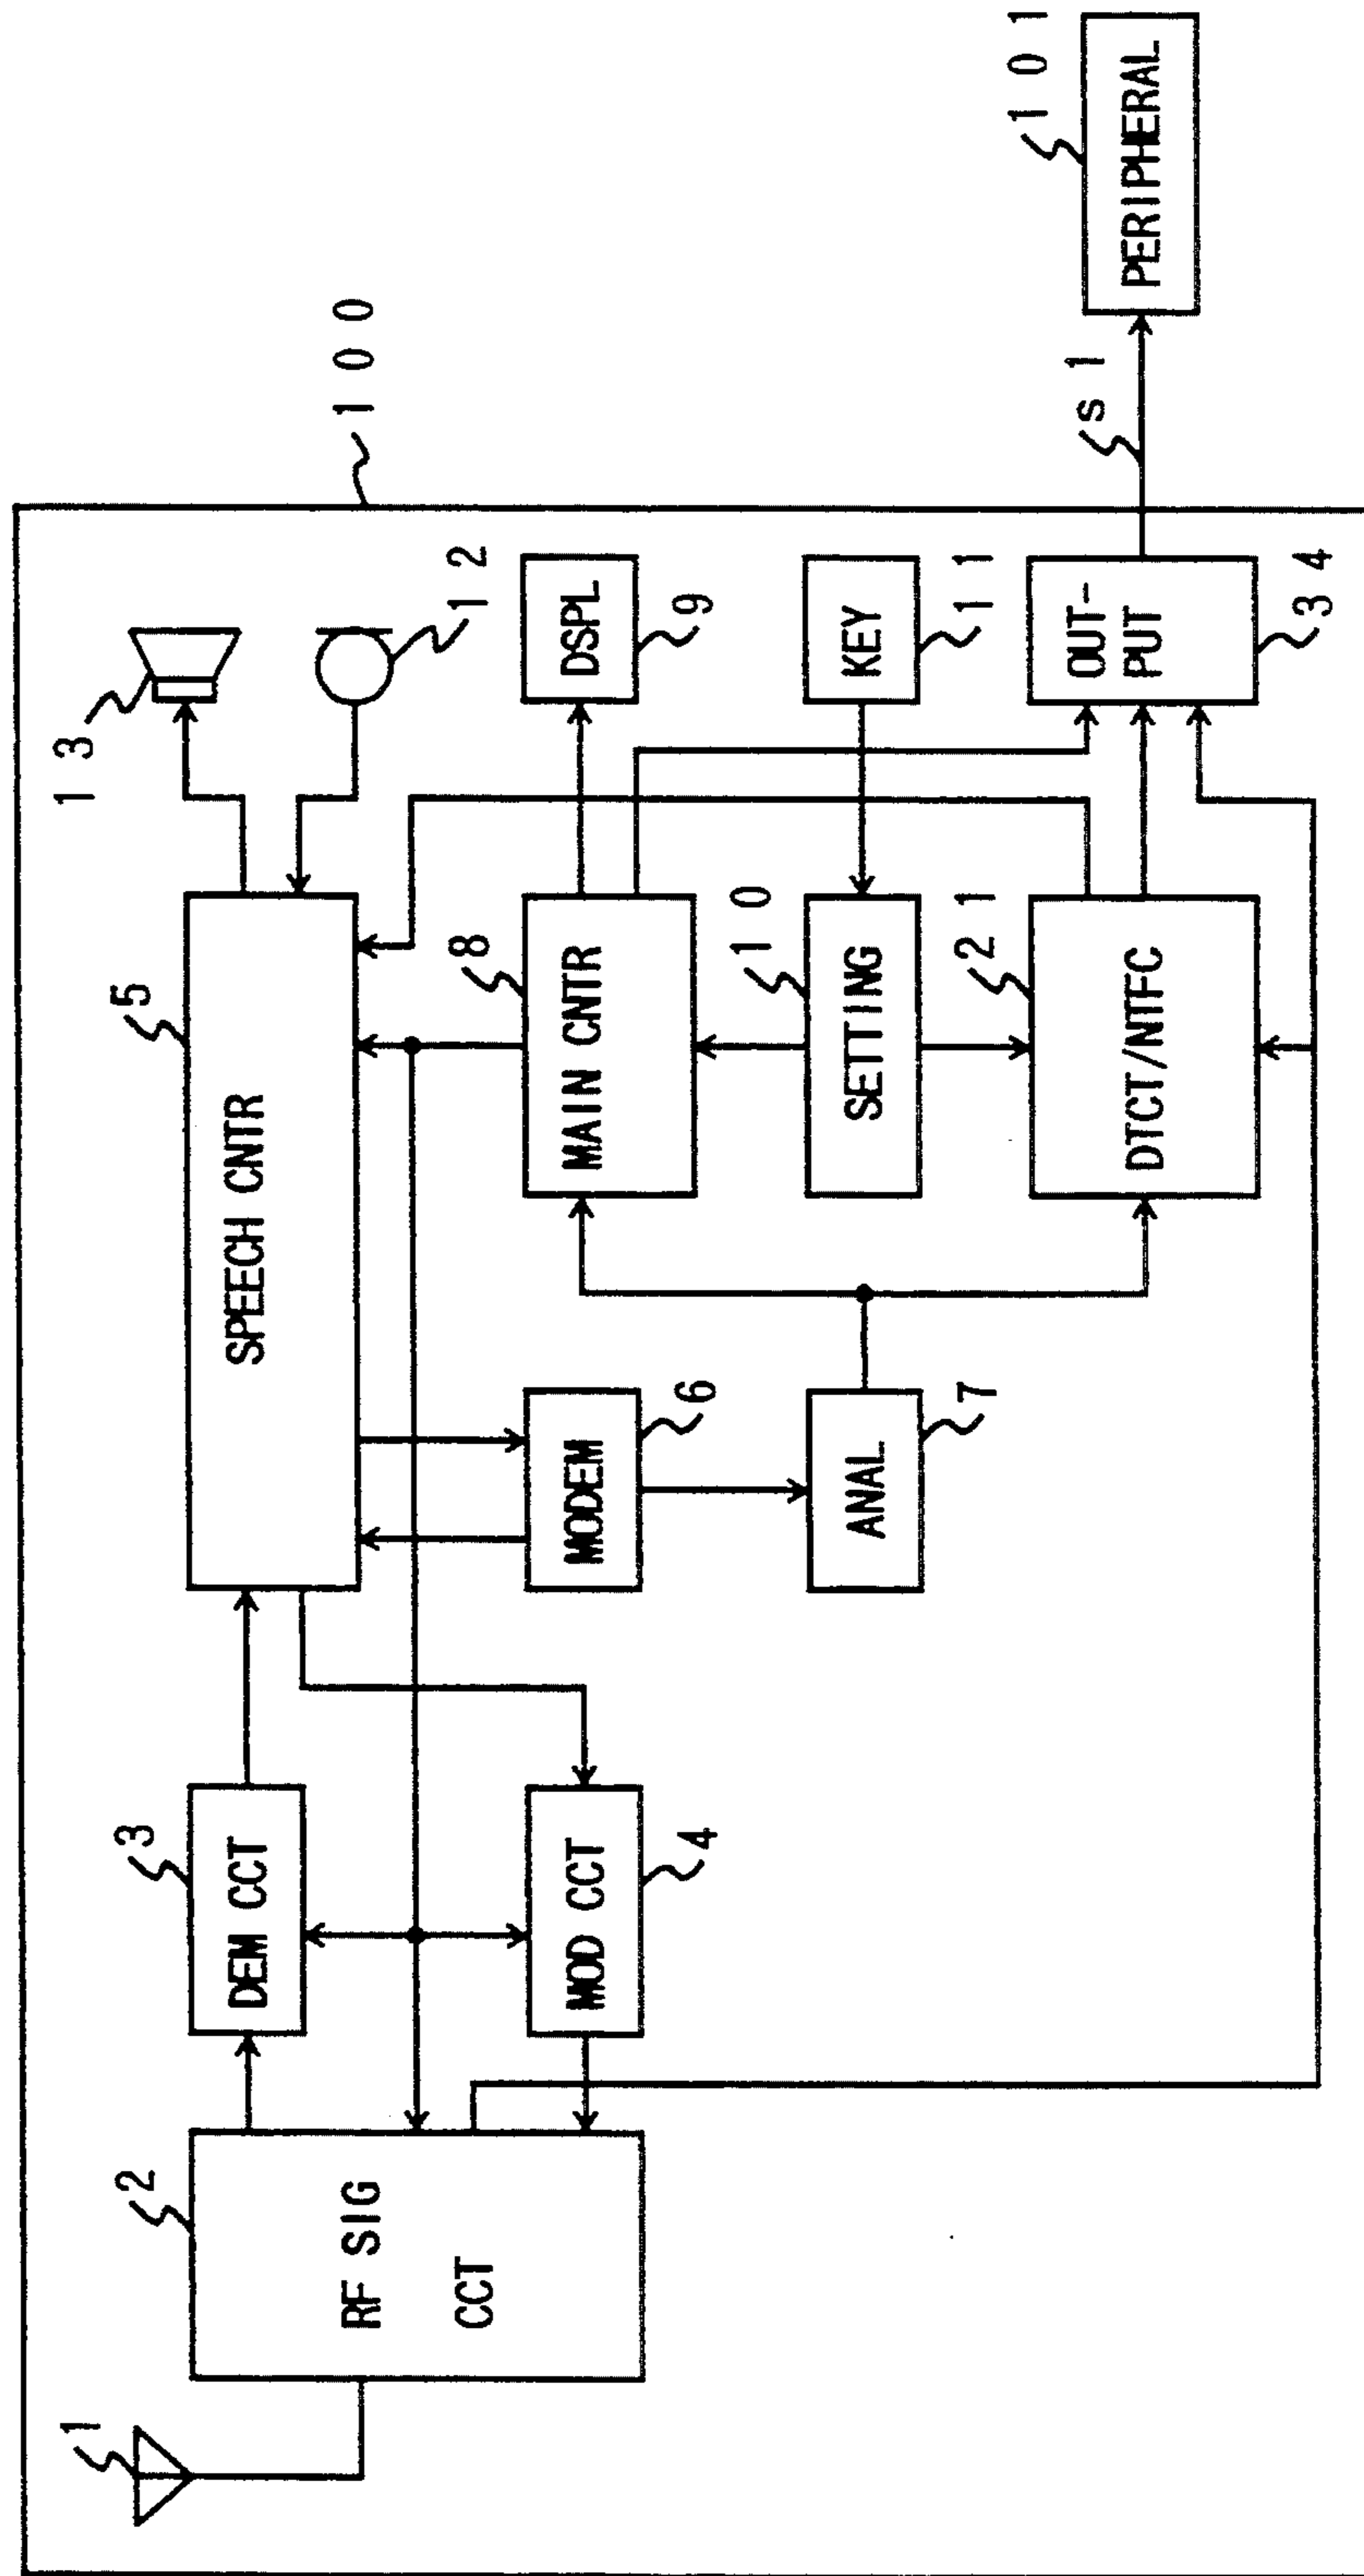 1
2
RF SIG
CCT
3
DEM CCT
4
MOD CCT
5
SPEECH CNTR
6
MODEM
7
ANAL
8
MAIN CNTR
10
SETTING
21
DTCT/NTFC
13
12
DSPL
9
KEY
11
OUT-
PUT
34
100
s1
101
PERIPHERAL